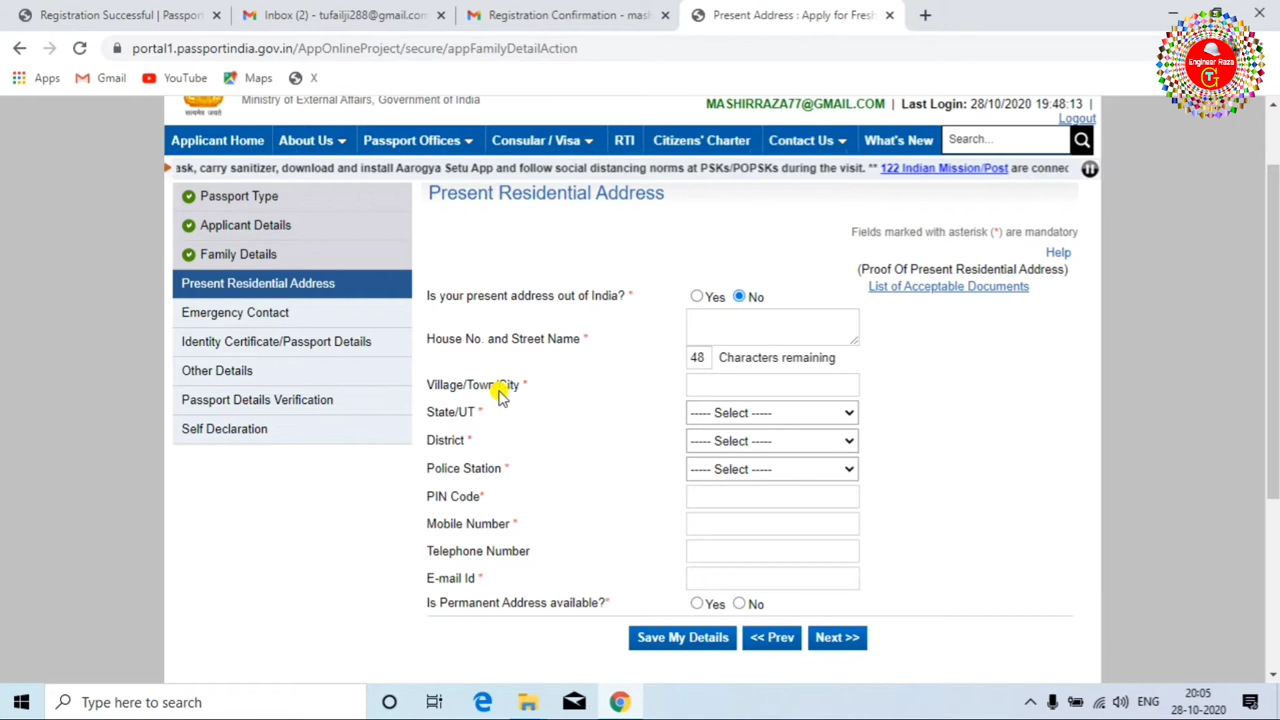 Registration Successful | Passpor
Inbox (2) - tufailji288@gmail.com
Registration Confirmation - mash
Present Address : Apply for Fresh
portal1.passportindia.gov.in/AppOnlineProject/secure/appFamilyDetailAction
Apps
Gmail
YouTube
Maps
X
Engineer Raza
TG
सत्यमेव जयते
Ministry of External Affairs, Government of India
MASHIRRAZA77@GMAIL.COM | Last Login: 28/10/2020 19:48:13 |
Logout
Applicant Home
About Us
Passport Offices
Consular / Visa
RTI
Citizens' Charter
Contact Us
What's New
Search...
ask, carry sanitizer, download and install Aarogya Setu App and follow social distancing norms at PSKs/POPSKs during the visit. ** 122 Indian Mission/Post are connec
Passport Type
Applicant Details
Family Details
Present Residential Address
Emergency Contact
Identity Certificate/Passport Details
Other Details
Passport Details Verification
Self Declaration
Present Residential Address
Fields marked with asterisk (*) are mandatory
Help
(Proof Of Present Residential Address)
List of Acceptable Documents
Is your present address out of India? * Yes No
House No. and Street Name *
48 Characters remaining
Village/Town/City *
State/UT * ----- Select -----
District * ----- Select -----
Police Station * ----- Select -----
PIN Code*
Mobile Number *
Telephone Number
E-mail Id *
Is Permanent Address available?* Yes No
Save My Details
<< Prev
Next >>
Type here to search
ENG
20:05
28-10-2020